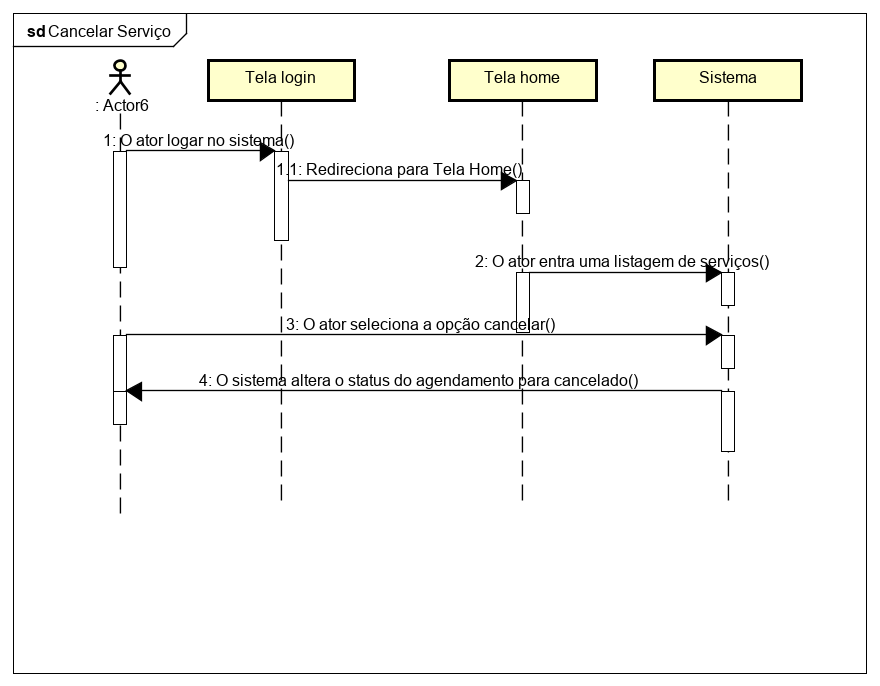 sd Cancelar Serviço
Tela login
Tela home
Sistema
: Actor6
1: O ator logar no sistema()
1.1: Redireciona para Tela Home()
2: O ator entra uma listagem de serviços()
3: O ator seleciona a opção cancelar()
4: O sistema altera o status do agendamento para cancelado()